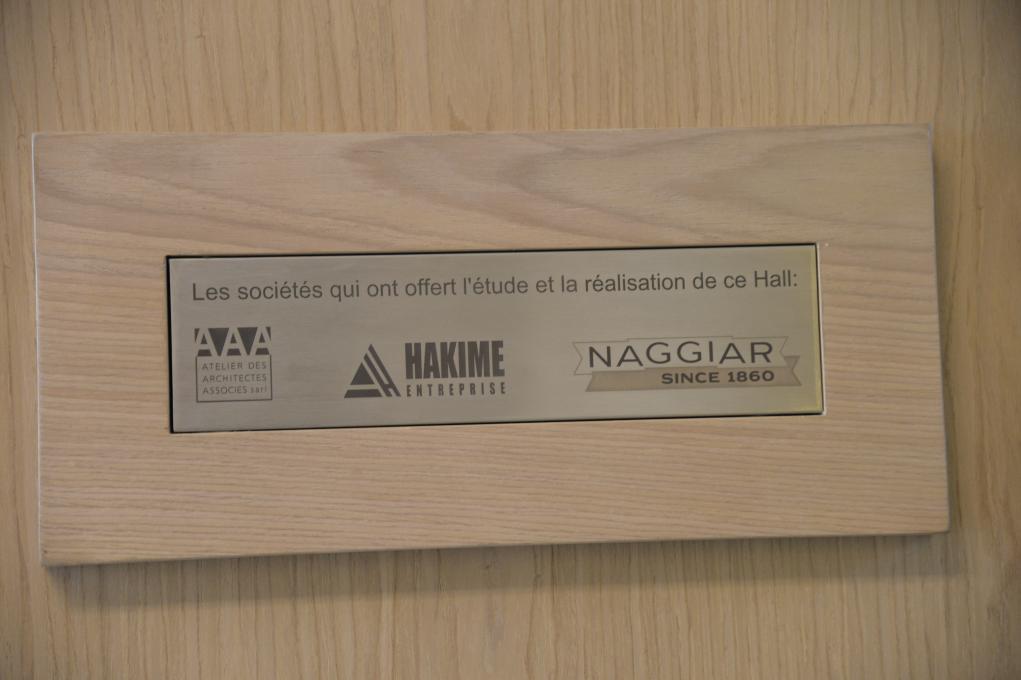 Les sociétés qui ont offert l'étude et la réalisation de ce Hall:
AAA
ATELIER DES
ARCHITECTES
ASSOCIÉS sarl
HAKIME
ENTREPRISE
NAGGIAR
SINCE 1860